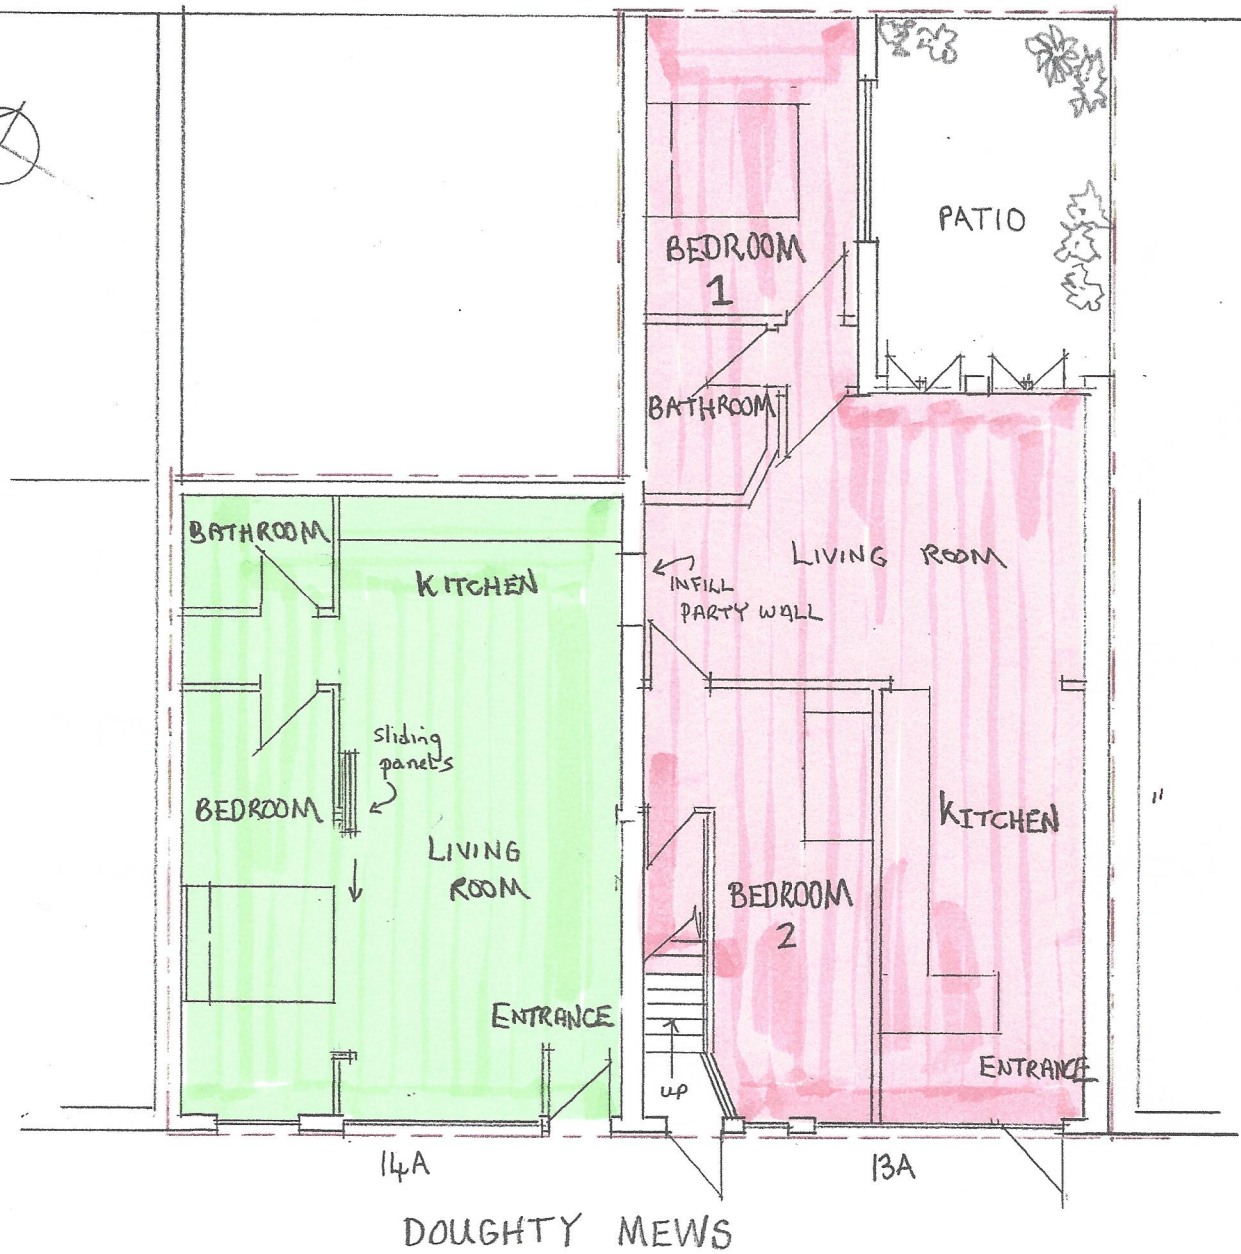 PATIO
BEDROOM
1
BATHROOM
BATHROOM
KITCHEN
LIVING ROOM
INFILL
PARTY WALL
sliding
panels
BEDROOM
LIVING
ROOM
KITCHEN
BEDROOM
2
ENTRANCE
ENTRANCE
UP
14A
13A
DOUGHTY MEWS